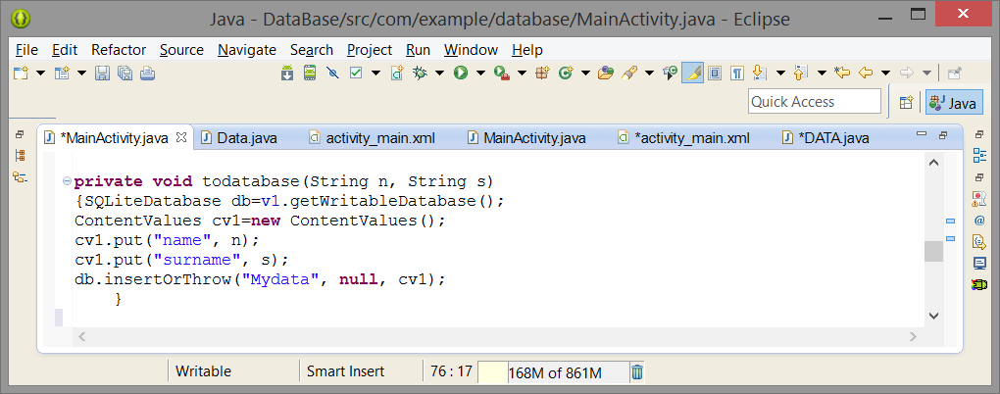 Java - DataBase/src/com/example/database/MainActivity.java - Eclipse
File Edit Refactor Source Navigate Search Project Run Window Help
Quick Access
Java
*MainActivity.java Data.java activity_main.xml MainActivity.java *activity_main.xml *DATA.java
private void todatabase(String n, String s)
{SQLiteDatabase db=v1.getWritableDatabase();
ContentValues cv1=new ContentValues();
cv1.put("name", n);
cv1.put("surname", s);
db.insertOrThrow("Mydata", null, cv1);
}
Writable Smart Insert 76 : 17 168M of 861M